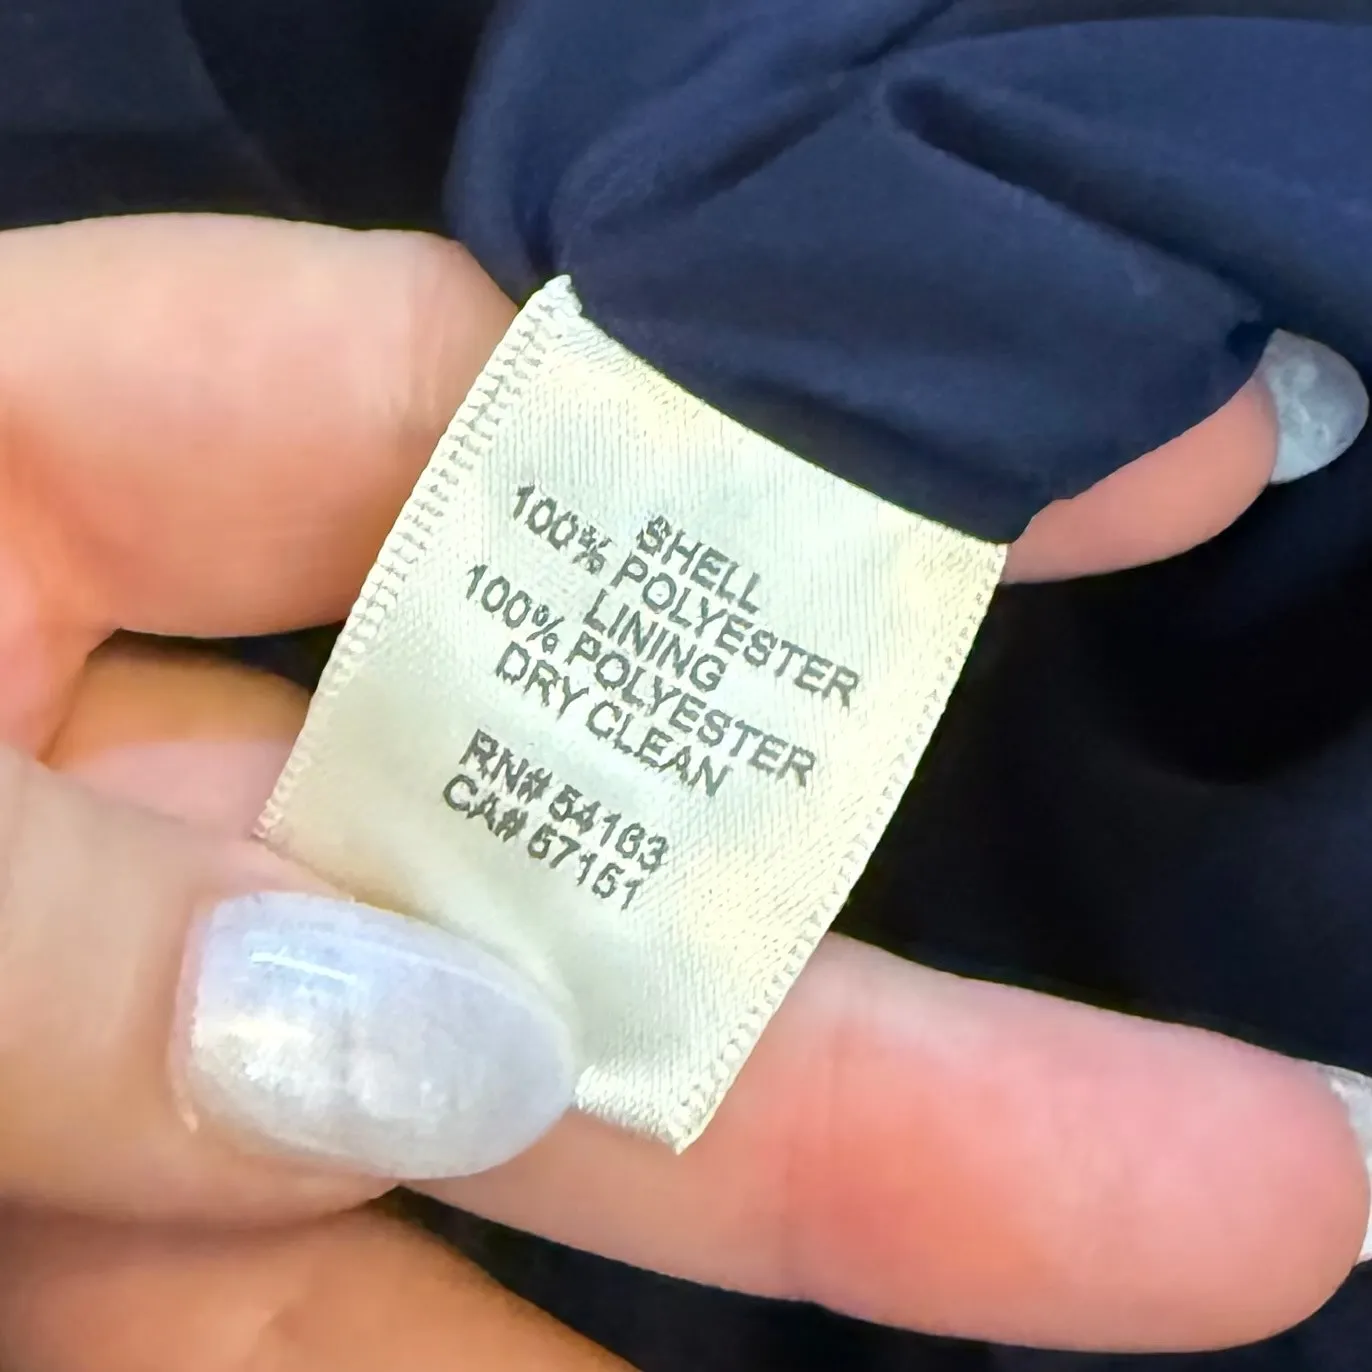 SHELL
100% POLYESTER
LINING
100% POLYESTER
DRY CLEAN
RN# 54163
CA# 57151